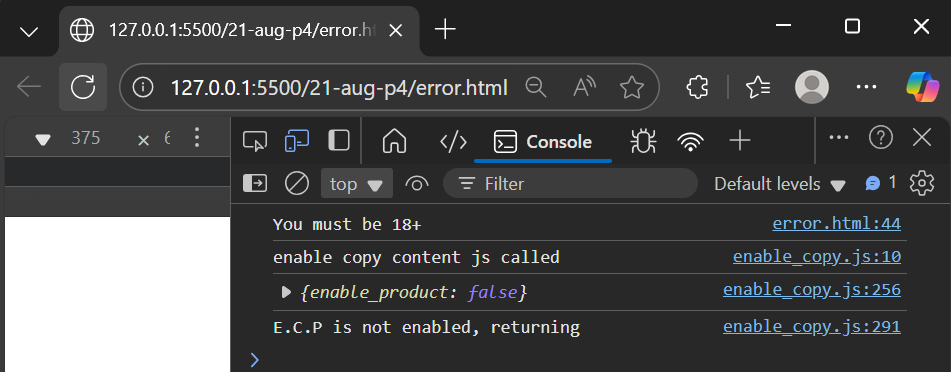 127.0.0.1:5500/21-aug-p4/error.ht
127.0.0.1:5500/21-aug-p4/error.html
375 × 6
Console
top
Filter
Default levels
1
You must be 18+ error.html:44
enable copy content js called enable_copy.js:10
{enable_product: false} enable_copy.js:256
E.C.P is not enabled, returning enable_copy.js:291